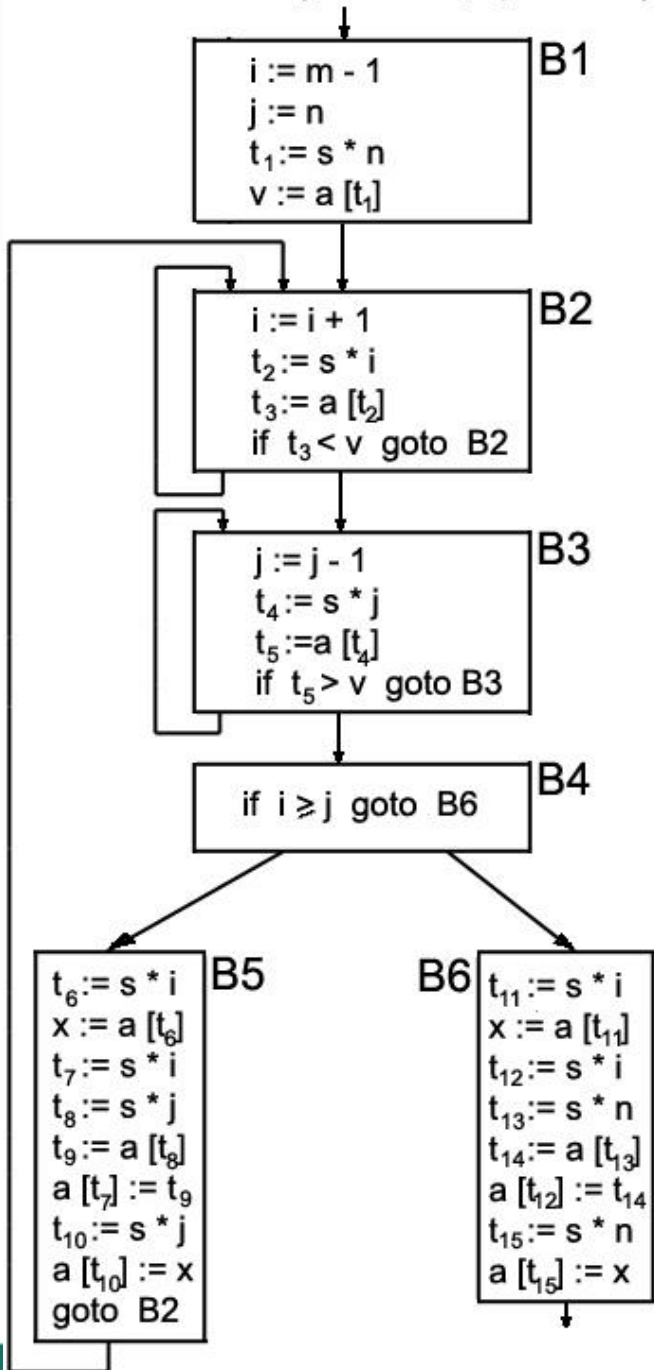 B1
i := m - 1
j := n
t₁ := s * n
v := a [t₁]
B2
i := i + 1
t₂ := s * i
t₃ := a [t₂]
if t₃ < v goto B2
B3
j := j - 1
t₄ := s * j
t₅ := a [t₄]
if t₅ > v goto B3
B4
if i ⩾ j goto B6
B5
t₆ := s * i
x := a [t₆]
t₇ := s * i
t₈ := s * j
t₉ := a [t₈]
a [t₇] := t₉
t₁₀ := s * j
a [t₁₀] := x
goto B2
B6
t₁₁ := s * i
x := a [t₁₁]
t₁₂ := s * i
t₁₃ := s * n
t₁₄ := a [t₁₃]
a [t₁₂] := t₁₄
t₁₅ := s * n
a [t₁₅] := x